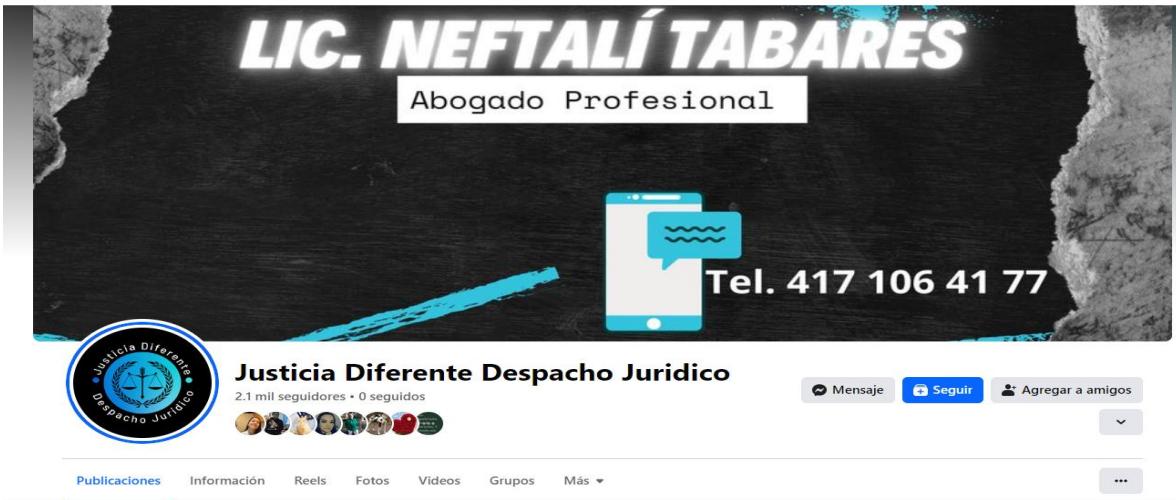 LIC. NEFTALÍ TABARES
Abogado Profesional
Tel. 417 106 41 77
Justicia Diferente
Despacho Jurídico
Justicia Diferente Despacho Juridico
2.1 mil seguidores • 0 seguidos
Mensaje
Seguir
Agregar a amigos
Publicaciones Información Reels Fotos Videos Grupos Más